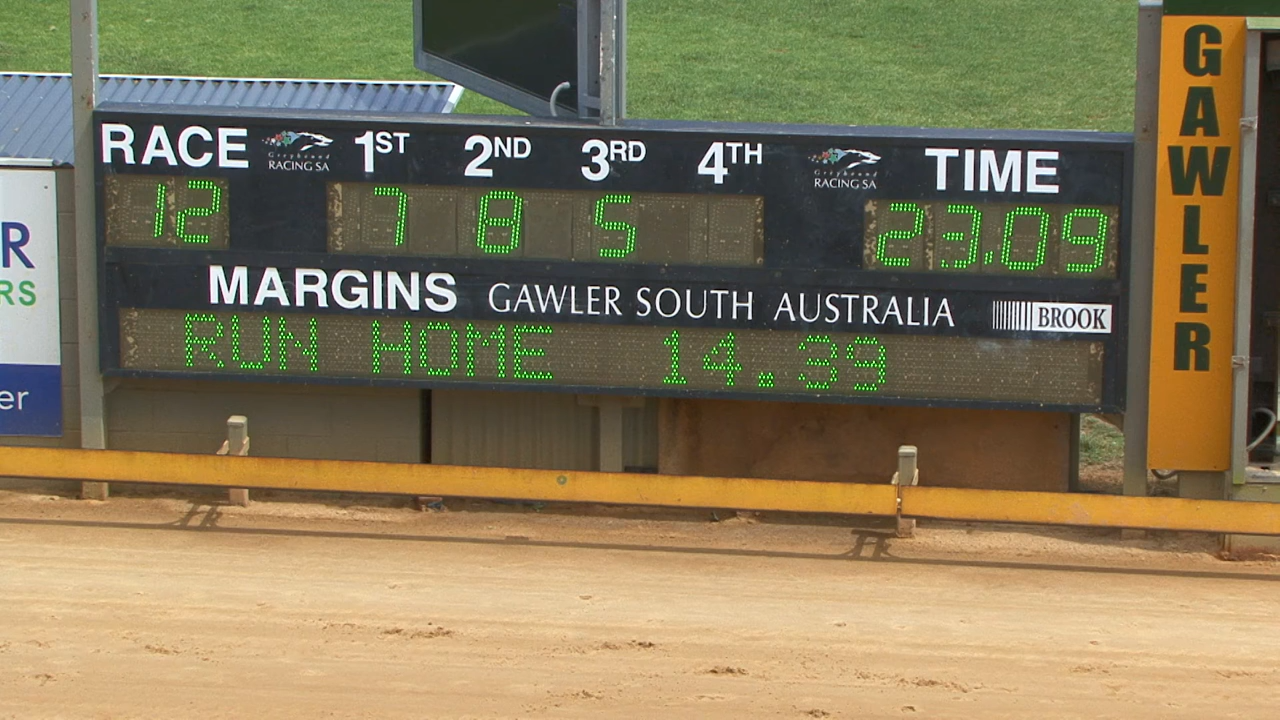 RACE 1ST 2ND 3RD 4TH TIME
Greyhound RACING SA
Greyhound RACING SA
12 7 8 5 23.09
MARGINS GAWLER SOUTH AUSTRALIA BROOK
RUN HOME 14.39
GAWLER
R
RS
er